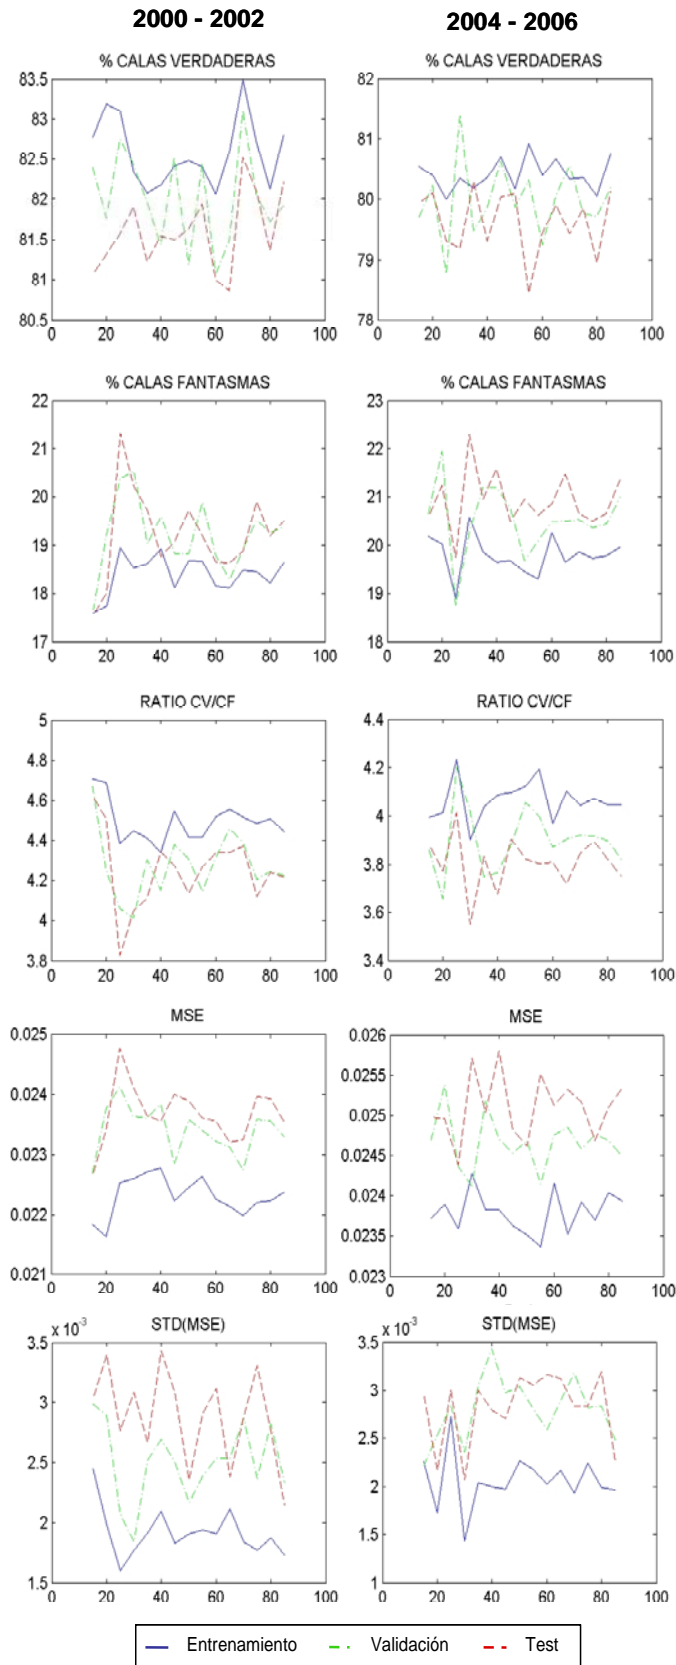 2000 - 2002
2004 - 2006
% CALAS VERDADERAS
83.5
83
82.5
82
81.5
81
80.5
0 20 40 60 80 100
% CALAS VERDADERAS
82
81
80
79
78
0 20 40 60 80 100
% CALAS FANTASMAS
22
21
20
19
18
17
0 20 40 60 80 100
% CALAS FANTASMAS
23
22
21
20
19
18
0 20 40 60 80 100
RATIO CV/CF
5
4.8
4.6
4.4
4.2
4
3.8
0 20 40 60 80 100
RATIO CV/CF
4.4
4.2
4
3.8
3.6
3.4
0 20 40 60 80 100
MSE
0.025
0.024
0.023
0.022
0.021
0 20 40 60 80 100
MSE
0.026
0.0255
0.025
0.0245
0.024
0.0235
0.023
0 20 40 60 80 100
x 10⁻³
STD(MSE)
3.5
3
2.5
2
1.5
0 20 40 60 80 100
x 10⁻³
STD(MSE)
3.5
3
2.5
2
1.5
1
0 20 40 60 80 100
Entrenamiento Validación Test